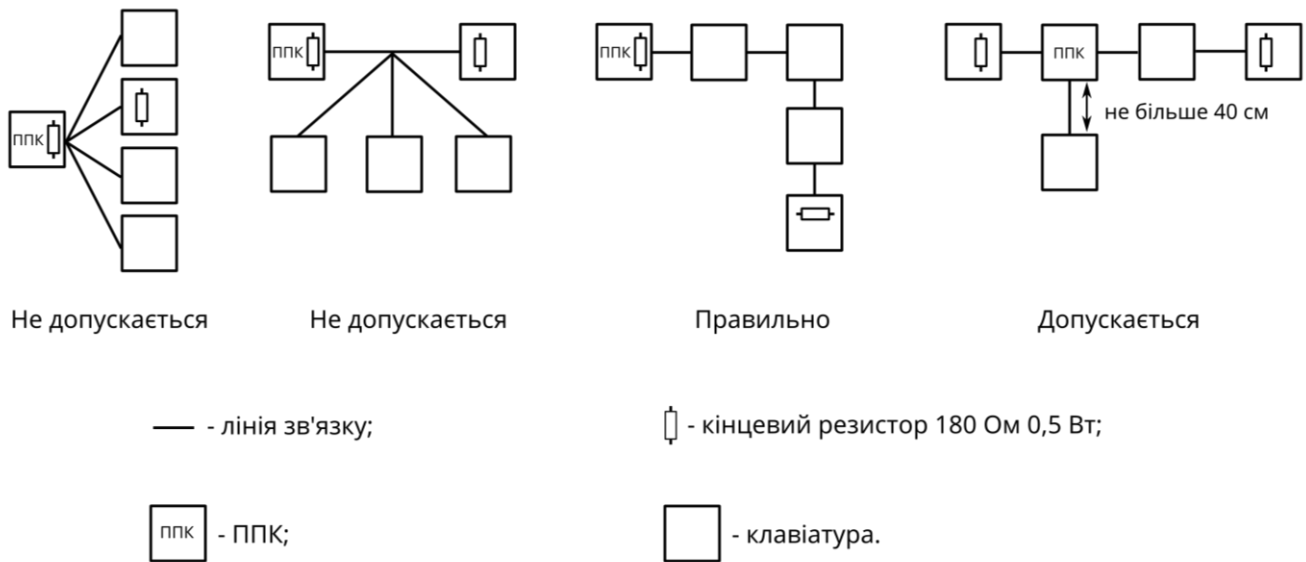 ППК
ППК
ППК
ППК
не більше 40 см
Не допускається
Не допускається
Правильно
Допускається
- лінія зв'язку;
- кінцевий резистор 180 Ом 0,5 Вт;
ППК
- ППК;
- клавіатура.